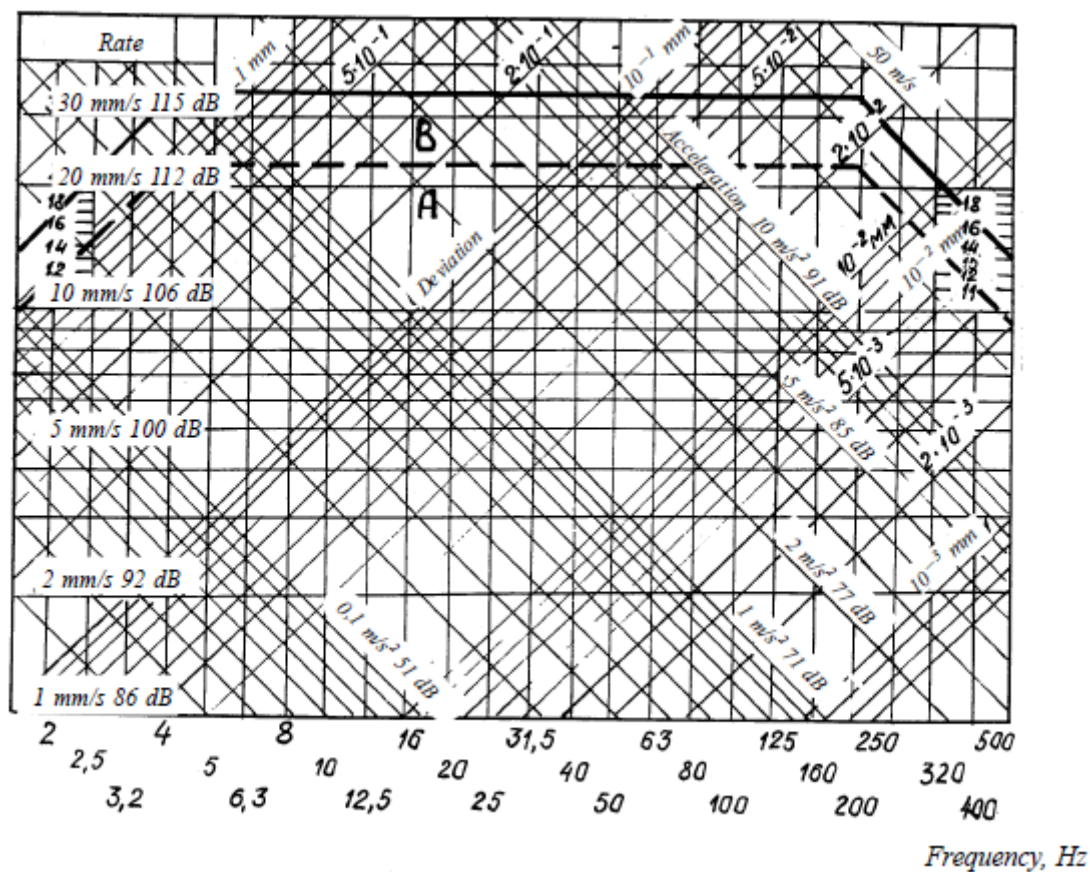 Rate
1 mm
5·10⁻¹
2·10⁻¹
10⁻¹ mm
5·10⁻²
50 m/s
30 mm/s 115 dB
B
2·10⁻²
20 mm/s 112 dB
A
Acceleration 10 m/s² 91 dB
18
16
14
12
18
16
14
12
11
Deviation
10⁻² мм
10⁻² mm
10 mm/s 106 dB
5·10⁻³
5 mm/s 100 dB
5 m/s² 85 dB
2·10⁻³
2 mm/s 92 dB
0,1 m/s² 51 dB
2 m/s² 77 dB
10⁻³ mm
1 mm/s 86 dB
1 m/s² 71 dB
2 4 8 16 31,5 63 125 250 500
2,5 5 10 20 40 80 160 320
3,2 6,3 12,5 25 50 100 200 400
Frequency, Hz